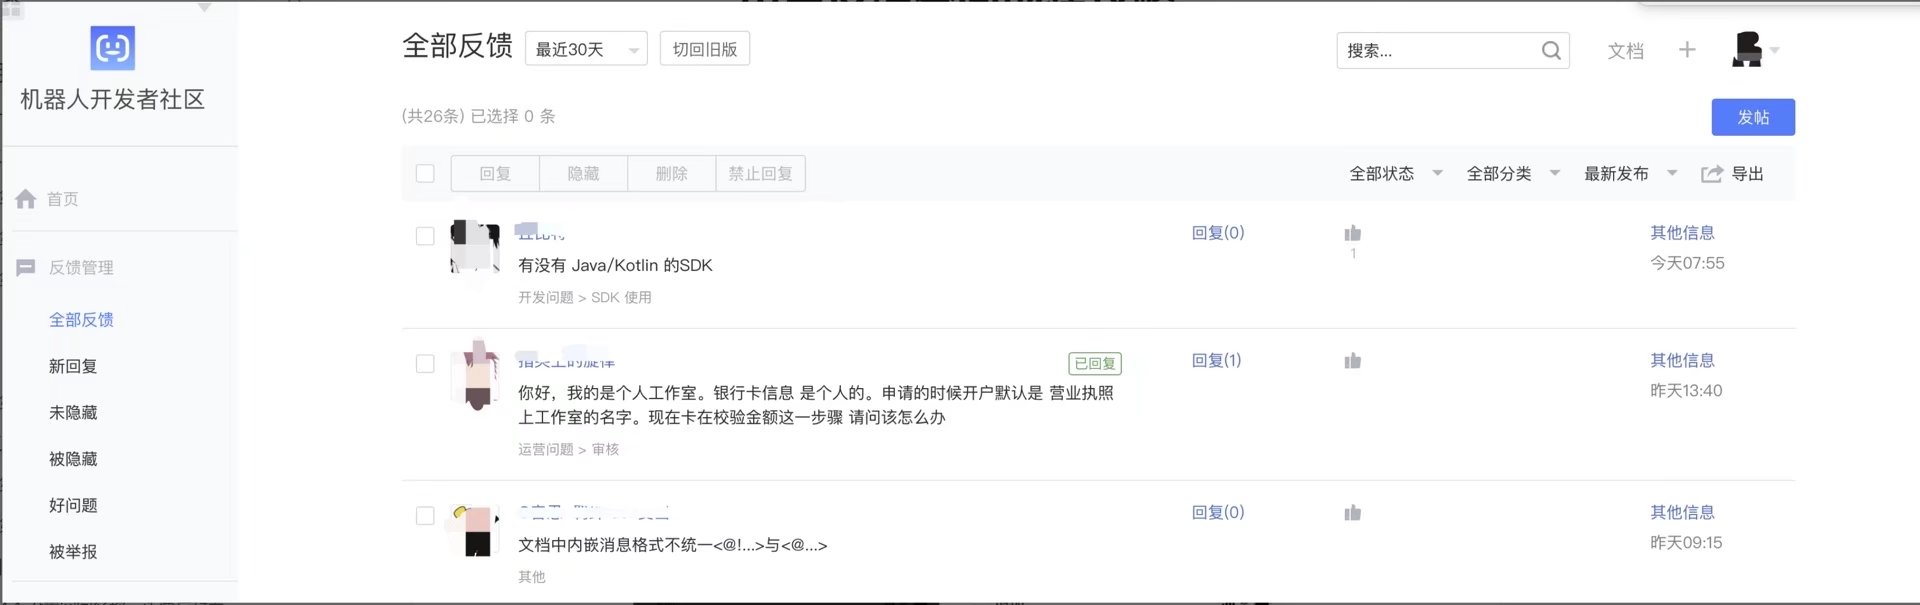 机器人开发者社区
首页
反馈管理
全部反馈
新回复
未隐藏
被隐藏
好问题
被举报
全部反馈 最近30天 切回旧版
搜索... 文档
(共26条) 已选择 0 条
发帖
回复 隐藏 删除 禁止回复 全部状态 全部分类 最新发布 导出
回复(0) 其他信息
有没有 Java/Kotlin 的SDK 1 今天07:55
开发问题 > SDK 使用
指尖上的旋律 已回复 回复(1) 其他信息
你好，我的是个人工作室。银行卡信息 是个人的。申请的时候开户默认是 营业执照 昨天13:40
上工作室的名字。现在卡在校验金额这一步骤 请问该怎么办
运营问题 > 审核
回复(0) 其他信息
文档中内嵌消息格式不统一<@!...>与<@...> 昨天09:15
其他